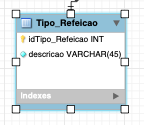 Tipo_Refeicao
idTipo_Refeicao INT
descricao VARCHAR(45)
Indexes